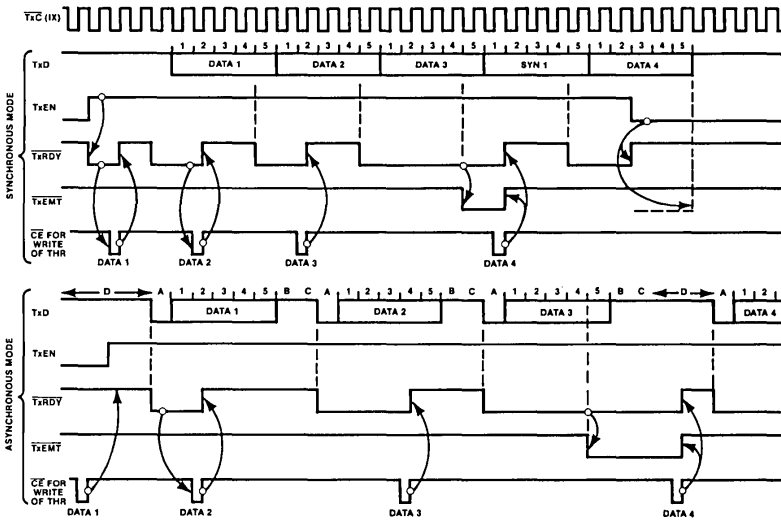 TxC (IX)
1 2 3 4 5 1 2 3 4 5 1 2 3 4 5 1 2 3 4 5 1 2 3 4 5
TxD DATA 1 DATA 2 DATA 3 SYN 1 DATA 4
TxEN
SYNCHRONOUS MODE
TxRDY
TxEMT
CE FOR
WRITE
OF THR
DATA 1 DATA 2 DATA 3 DATA 4
D A 1 2 3 4 5 B C A 1 2 3 4 5 B C A 1 2 3 4 5 B C D A 1 2
TxD DATA 1 DATA 2 DATA 3 DATA 4
TxEN
ASYNCHRONOUS MODE
TxRDY
TxEMT
CE FOR
WRITE
OF THR
DATA 1 DATA 2 DATA 3 DATA 4